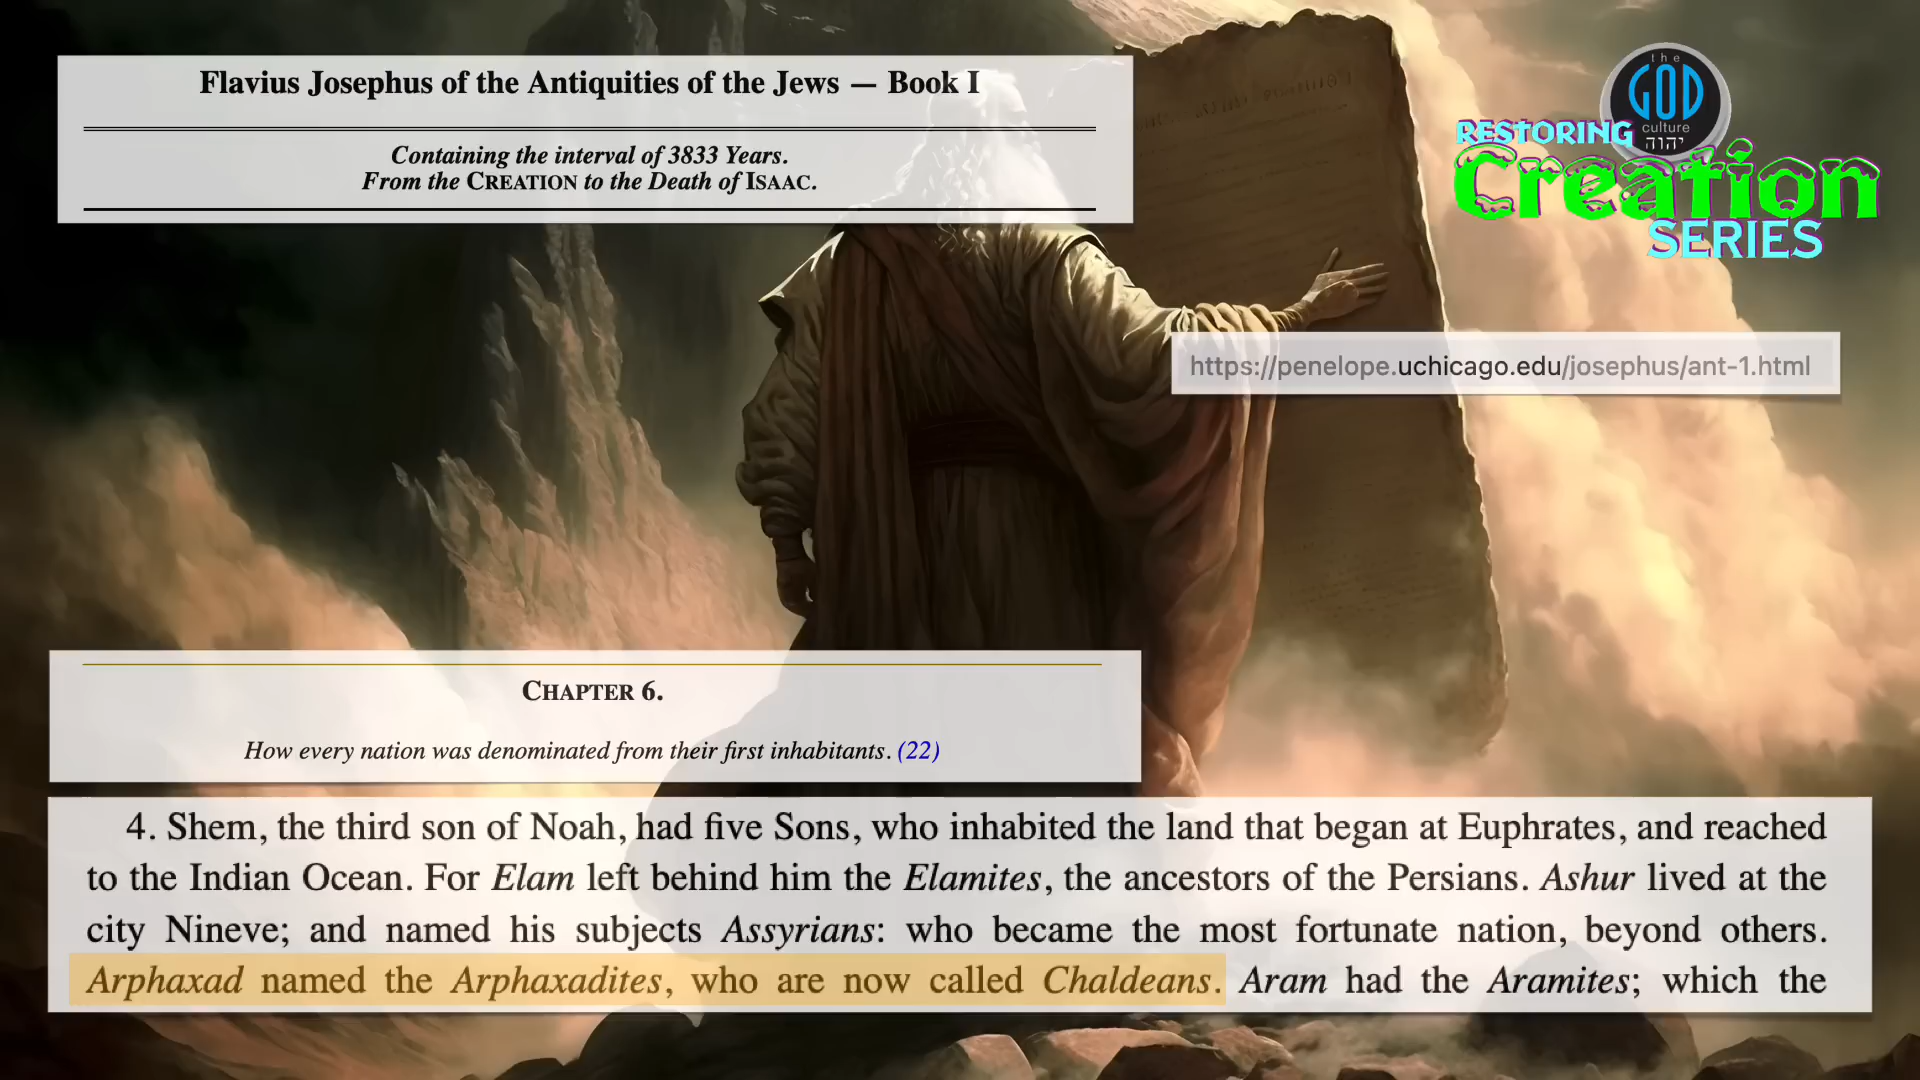 Flavius Josephus of the Antiquities of the Jews — Book I
Containing the interval of 3833 Years.
From the CREATION to the Death of ISAAC.
the
GOD
culture
יהוה
RESTORING
Creation
SERIES
https://penelope.uchicago.edu/josephus/ant-1.html
CHAPTER 6.
How every nation was denominated from their first inhabitants. (22)
4. Shem, the third son of Noah, had five Sons, who inhabited the land that began at Euphrates, and reached
to the Indian Ocean. For Elam left behind him the Elamites, the ancestors of the Persians. Ashur lived at the
city Nineve; and named his subjects Assyrians: who became the most fortunate nation, beyond others.
Arphaxad named the Arphaxadites, who are now called Chaldeans. Aram had the Aramites; which the